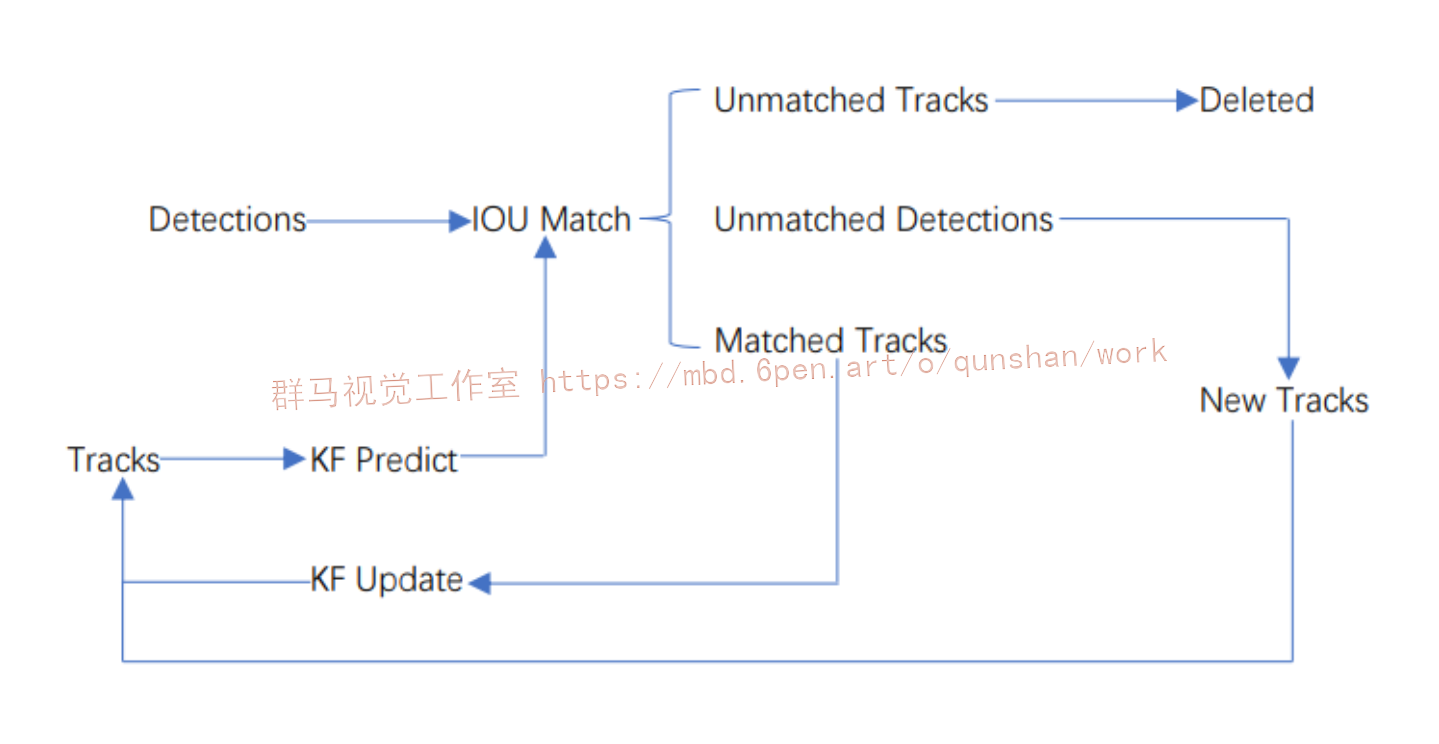 Unmatched Tracks
Deleted
Detections
IOU Match
Unmatched Detections
Matched Tracks
群马视觉工作室 https://mbd.6pen.art/o/qunshan/work
New Tracks
Tracks
KF Predict
KF Update